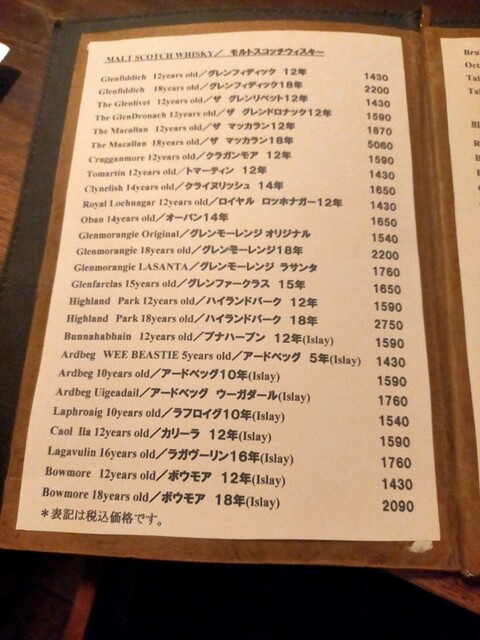 MALT SCOTCH WHISKY／ モルトスコッチウィスキー
Glenfiddich 12years old／グレンフィディック 12年 1430
Glenfiddich 18years old／グレンフィディック18年 2200
The Glenlivet 12years old／ザ グレンリベット12年 1430
The GlenDronach 12years old／ザ グレンドロナック12年 1590
The Macallan 12years old／ザ マッカラン12年 1870
The Macallan 18years old／ザ マッカラン18年 5060
Cragganmore 12years old／クラガンモア 12年 1590
Tomartin 12years old／トマーティン 12年 1430
Clynelish 14years old／クライヌリッシュ 14年 1650
Royal Lochnagar 12years old／ロイヤル ロッホナガー12年 1430
Oban 14years old／オーバン14年 1650
Glenmorangie Original／グレンモーレンジ オリジナル 1540
Glenmorangie 18years old／グレンモーレンジ18年 2200
Glenmorangie LASANTA／グレンモーレンジ ラサンタ 1760
Glenfarclas 15years old／グレンファークラス 15年 1650
Highland Park 12years old／ハイランドパーク 12年 1590
Highland Park 18years old／ハイランドパーク 18年 2750
Bunnahabhain 12years old／ブナハーブン 12年(Islay) 1590
Ardbeg WEE BEASTIE 5years old／アードベッグ 5年(Islay) 1430
Ardbeg 10years old／アードベッグ10年(Islay) 1590
Ardbeg Uigeadail／アードベッグ ウーガダール(Islay) 1760
Laphroaig 10years old／ラフロイグ10年(Islay) 1540
Caol Ila 12years old／カリーラ 12年(Islay) 1590
Lagavulin 16years old／ラガヴーリン16年(Islay) 1760
Bowmore 12years old／ボウモア 12年(Islay) 1430
Bowmore 18years old／ボウモア 18年(Islay) 2090
＊表記は税込価格です。